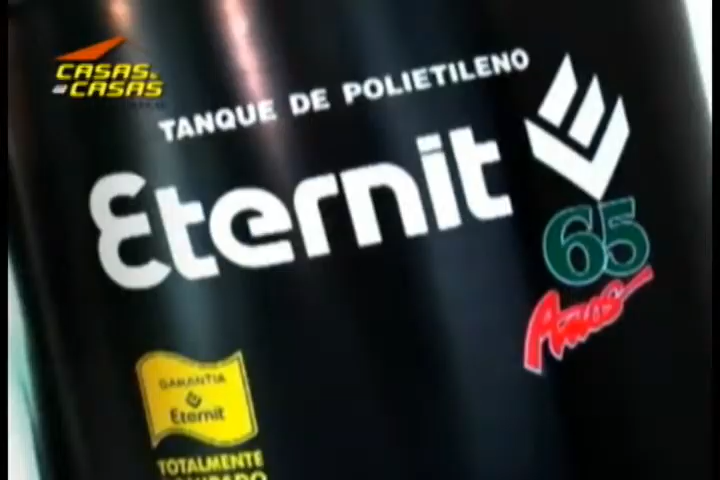 CASAS
CASAS
TANQUE DE POLIETILENO
Eternit
65
Años
GARANTIA
Eternit
TOTALMENTE